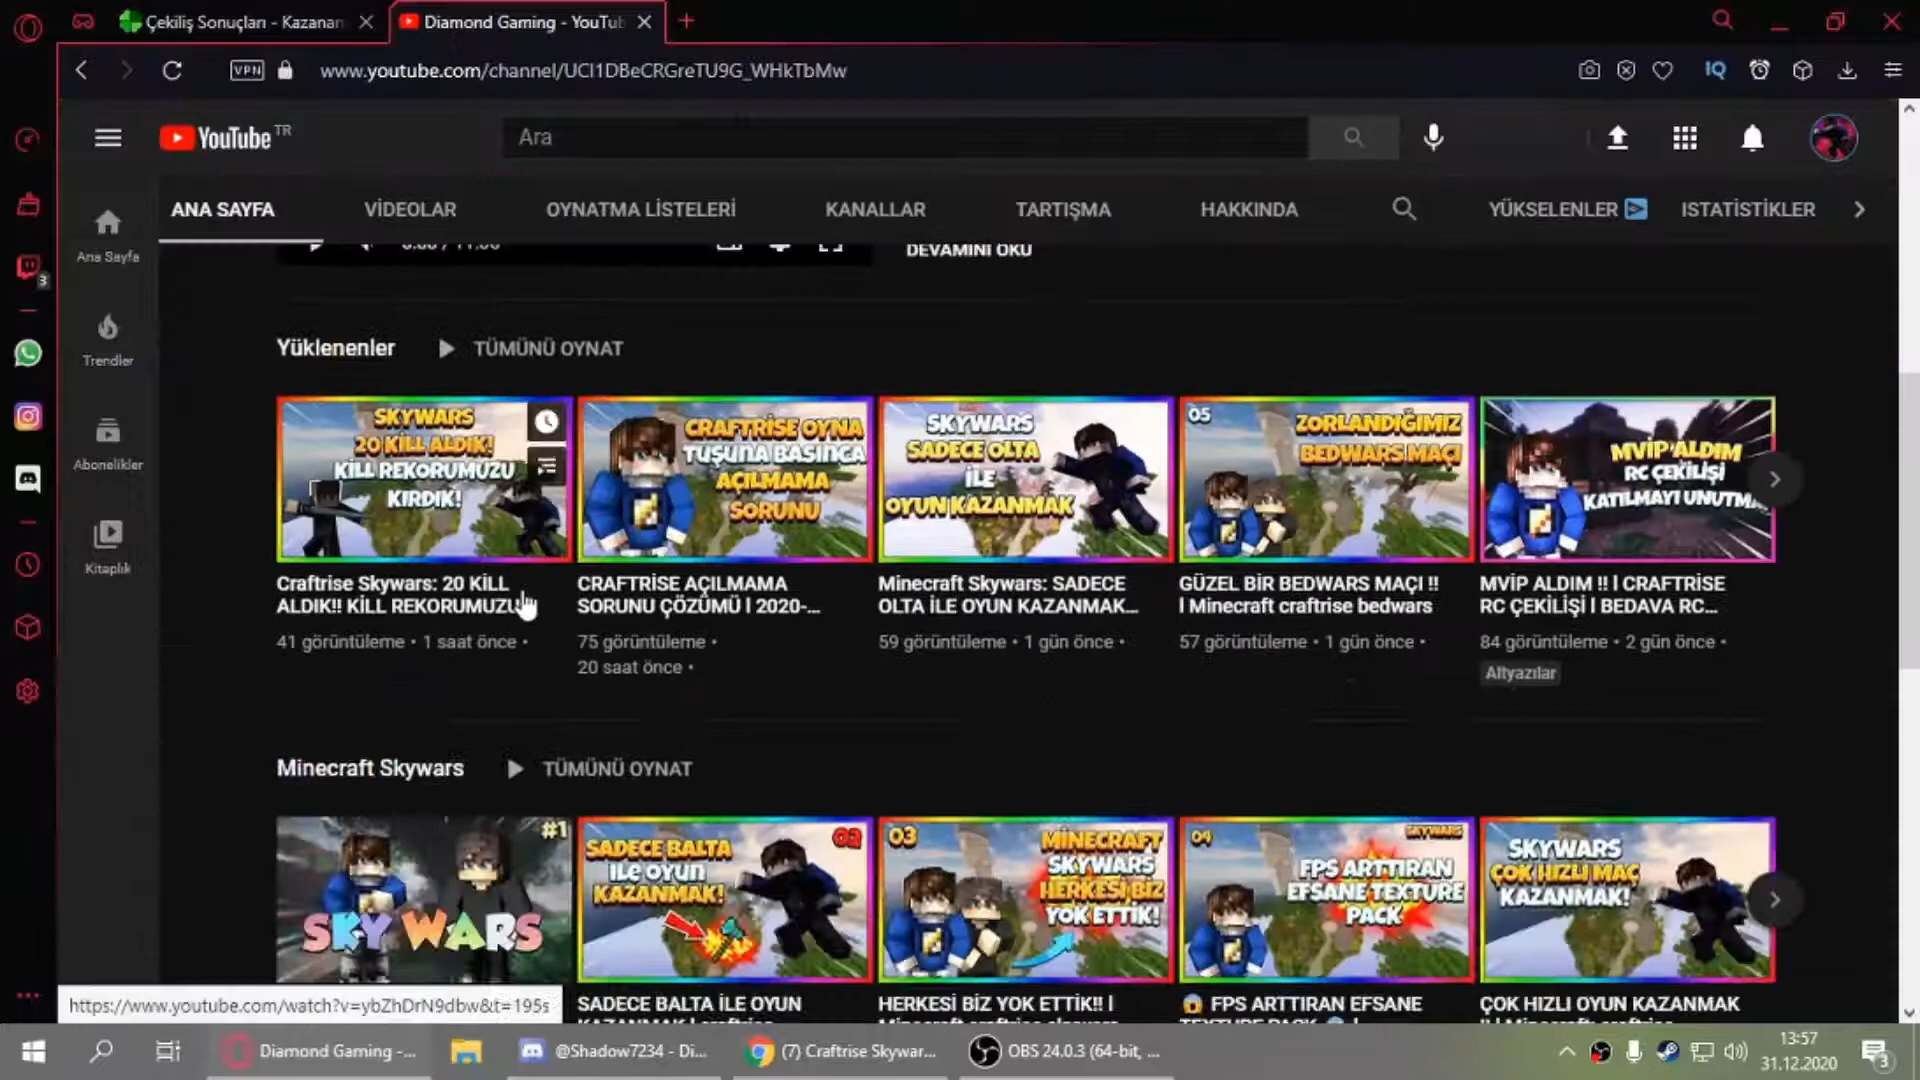 Çekiliş Sonuçları - Kazanan
Diamond Gaming - YouTub
VPN
www.youtube.com/channel/UCl1DBeCRGreTU9G_WHkTbMw
IQ
YouTube TR
Ara
ANA SAYFA
VİDEOLAR
OYNATMA LİSTELERİ
KANALLAR
TARTIŞMA
HAKKINDA
YÜKSELENLER
ISTATİSTİKLER
Ana Sayfa
Trendler
Abonelikler
Kitaplık
3
DEVAMINI OKU
Yüklenenler
TÜMÜNÜ OYNAT
SKYWARS
20 KİLL ALDIK!
KİLL REKORUMUZU
KIRDIK!
CRAFTRİSE OYNA
TUŞUNA BASINCA
AÇILMAMA
SORUNU
SKYWARS
SADECE OLTA
İLE
OYUN KAZANMAK
05
ZORLANDIĞIMIZ
BEDWARS MAÇI
MVİP ALDIM
RC ÇEKİLİŞİ
KATILMAYI UNUTMA
Craftrise Skywars: 20 KİLL
ALDIK!! KİLL REKORUMUZU
41 görüntüleme • 1 saat önce •
CRAFTRİSE AÇILMAMA
SORUNU ÇÖZÜMÜ l 2020-...
75 görüntüleme •
20 saat önce •
Minecraft Skywars: SADECE
OLTA İLE OYUN KAZANMAK...
59 görüntüleme • 1 gün önce •
GÜZEL BİR BEDWARS MAÇI !!
l Minecraft craftrise bedwars
57 görüntüleme • 1 gün önce •
MVİP ALDIM !! l CRAFTRİSE
RC ÇEKİLİŞİ l BEDAVA RC...
84 görüntüleme • 2 gün önce •
Altyazılar
Minecraft Skywars
TÜMÜNÜ OYNAT
#1
SKY WARS
02
SADECE BALTA
İLE OYUN
KAZANMAK!
03
MİNECRAFT
SKYWARS
HERKESİ BİZ
YOK ETTİK!
04
SKYWARS
FPS ARTTIRAN
EFSANE TEXTURE
PACK
SKYWARS
ÇOK HIZLI MAÇ
KAZANMAK!
SADECE BALTA İLE OYUN
HERKESİ BİZ YOK ETTİK!! l
FPS ARTTIRAN EFSANE
ÇOK HIZLI OYUN KAZANMAK
https://www.youtube.com/watch?v=ybZhDrN9dbw&t=195s
Diamond Gaming -...
@Shadow7234 - Di...
(7) Craftrise Skywar...
OBS 24.0.3 (64-bit, ...
13:57
31.12.2020
3